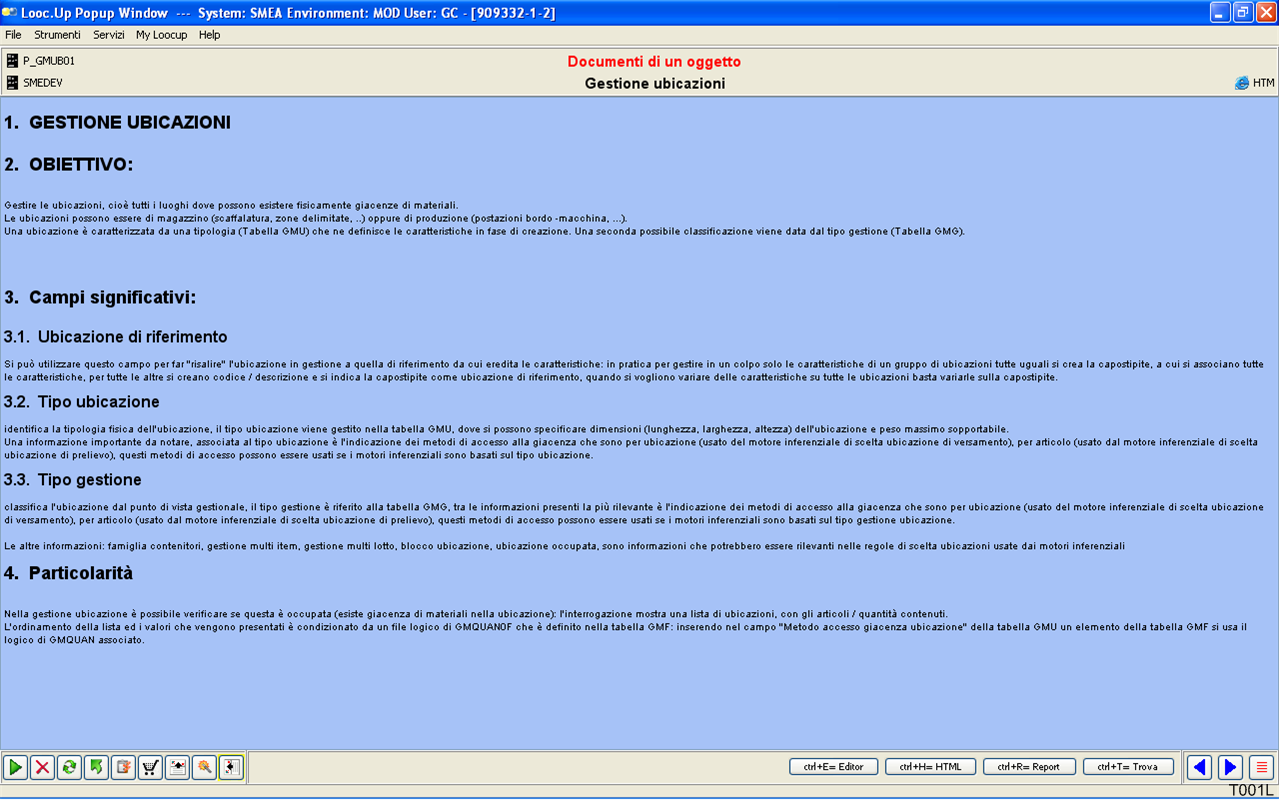 Looc.Up Popup Window --- System: SMEA Environment: MOD User: GC - [909332-1-2]
File Strumenti Servizi My Loocup Help
P_GMUB01
Documenti di un oggetto
SMEDEV
Gestione ubicazioni
HTM
1. GESTIONE UBICAZIONI
2. OBIETTIVO:
Gestire le ubicazioni, cioè tutti i luoghi dove possono esistere fisicamente giacenze di materiali.
Le ubicazioni possono essere di magazzino (scaffalatura, zone delimitate, ..) oppure di produzione (postazioni bordo -macchina, ...).
Una ubicazione è caratterizzata da una tipologia (Tabella GMU) che ne definisce le caratteristiche in fase di creazione. Una seconda possibile classificazione viene data dal tipo gestione (Tabella GMG).
3. Campi significativi:
3.1. Ubicazione di riferimento
Si può utilizzare questo campo per far "risalire" l'ubicazione in gestione a quella di riferimento da cui eredita le caratteristiche: in pratica per gestire in un colpo solo le caratteristiche di un gruppo di ubicazioni tutte uguali si crea la capostipite, a cui si associano tutte
le caratteristiche, per tutte le altre si creano codice / descrizione e si indica la capostipite come ubicazione di riferimento, quando si vogliono variare delle caratteristiche su tutte le ubicazioni basta variarle sulla capostipite.
3.2. Tipo ubicazione
identifica la tipologia fisica dell'ubicazione, il tipo ubicazione viene gestito nella tabella GMU, dove si possono specificare dimensioni (lunghezza, larghezza, altezza) dell'ubicazione e peso massimo sopportabile.
Una informazione importante da notare, associata al tipo ubicazione è l'indicazione dei metodi di accesso alla giacenza che sono per ubicazione (usato del motore inferenziale di scelta ubicazione di versamento), per articolo (usato dal motore inferenziale di scelta
ubicazione di prelievo), questi metodi di accesso possono essere usati se i motori inferenziali sono basati sul tipo ubicazione.
3.3. Tipo gestione
classifica l'ubicazione dal punto di vista gestionale, il tipo gestione è riferito alla tabella GMG, tra le informazioni presenti la più rilevante è l'indicazione dei metodi di accesso alla giacenza che sono per ubicazione (usato del motore inferenziale di scelta ubicazione
di versamento), per articolo (usato dal motore inferenziale di scelta ubicazione di prelievo), questi metodi di accesso possono essere usati se i motori inferenziali sono basati sul tipo gestione ubicazione.
Le altre informazioni: famiglia contenitori, gestione multi item, gestione multi lotto, blocco ubicazione, ubicazione occupata, sono informazioni che potrebbero essere rilevanti nelle regole di scelta ubicazioni usate dai motori inferenziali
4. Particolarità
Nella gestione ubicazione è possibile verificare se questa è occupata (esiste giacenza di materiali nella ubicazione): l'interrogazione mostra una lista di ubicazioni, con gli articoli / quantità contenuti.
L'ordinamento della lista ed i valori che vengono presentati è condizionato da un file logico di GMQUAN0F che è definito nella tabella GMF: inserendo nel campo "Metodo accesso giacenza ubicazione" della tabella GMU un elemento della tabella GMF si usa il
logico di GMQUAN associato.
ctrl+E= Editor ctrl+H= HTML ctrl+R= Report ctrl+T= Trova
T001L